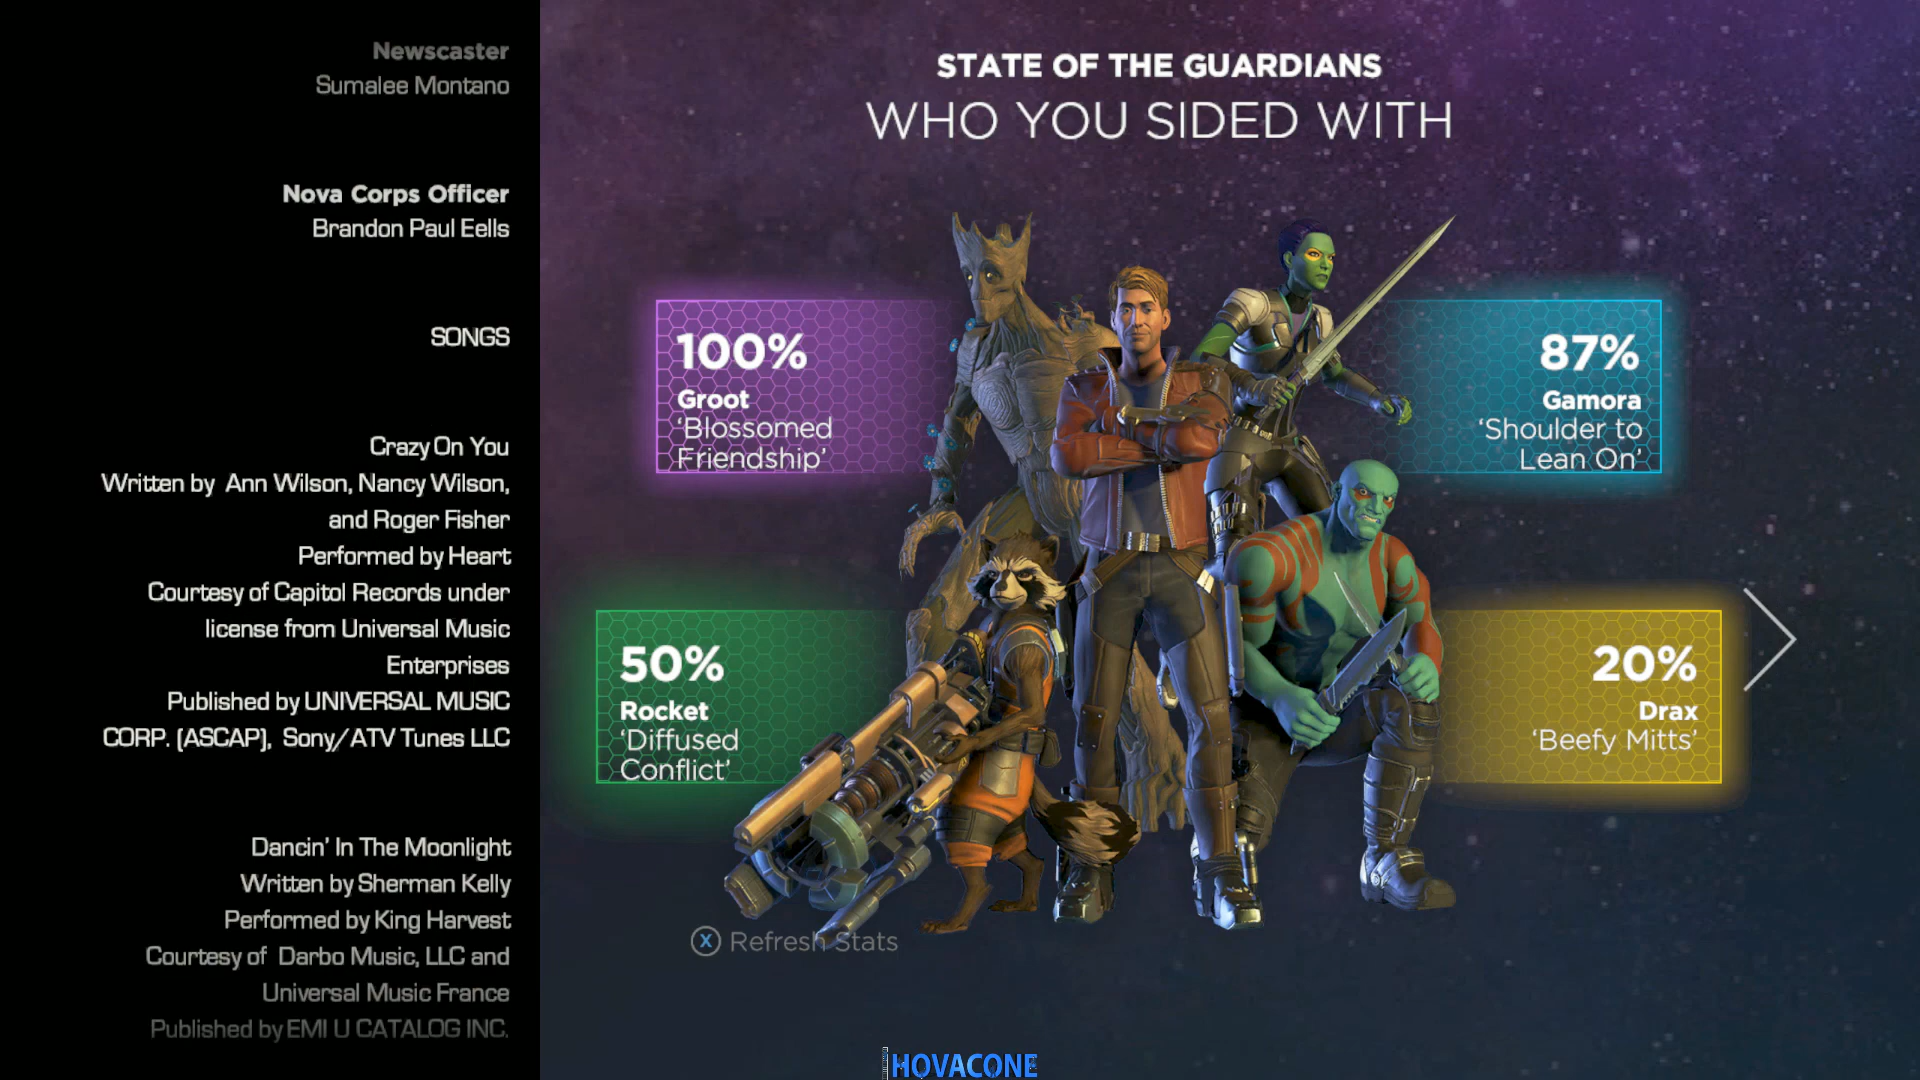 Newscaster
Sumalee Montano
Nova Corps Officer
Brandon Paul Eells
SONGS
Crazy On You
Written by Ann Wilson, Nancy Wilson,
and Roger Fisher
Performed by Heart
Courtesy of Capitol Records under
license from Universal Music
Enterprises
Published by UNIVERSAL MUSIC
CORP. (ASCAP), Sony/ATV Tunes LLC
Dancin' In The Moonlight
Written by Sherman Kelly
Performed by King Harvest
Courtesy of Darbo Music, LLC and
Universal Music France
Published by EMI U CATALOG INC.
STATE OF THE GUARDIANS
WHO YOU SIDED WITH
100%
Groot
'Blossomed
Friendship'
87%
Gamora
'Shoulder to
Lean On'
50%
Rocket
'Diffused
Conflict'
20%
Drax
'Beefy Mitts'
X Refresh Stats
HOVACONE